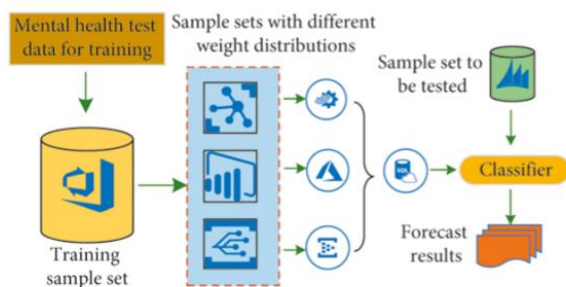 Mental health test
data for training
Sample sets with different
weight distributions
Sample set to
be tested
SQL
Classifier
Training
sample set
Forecast
results